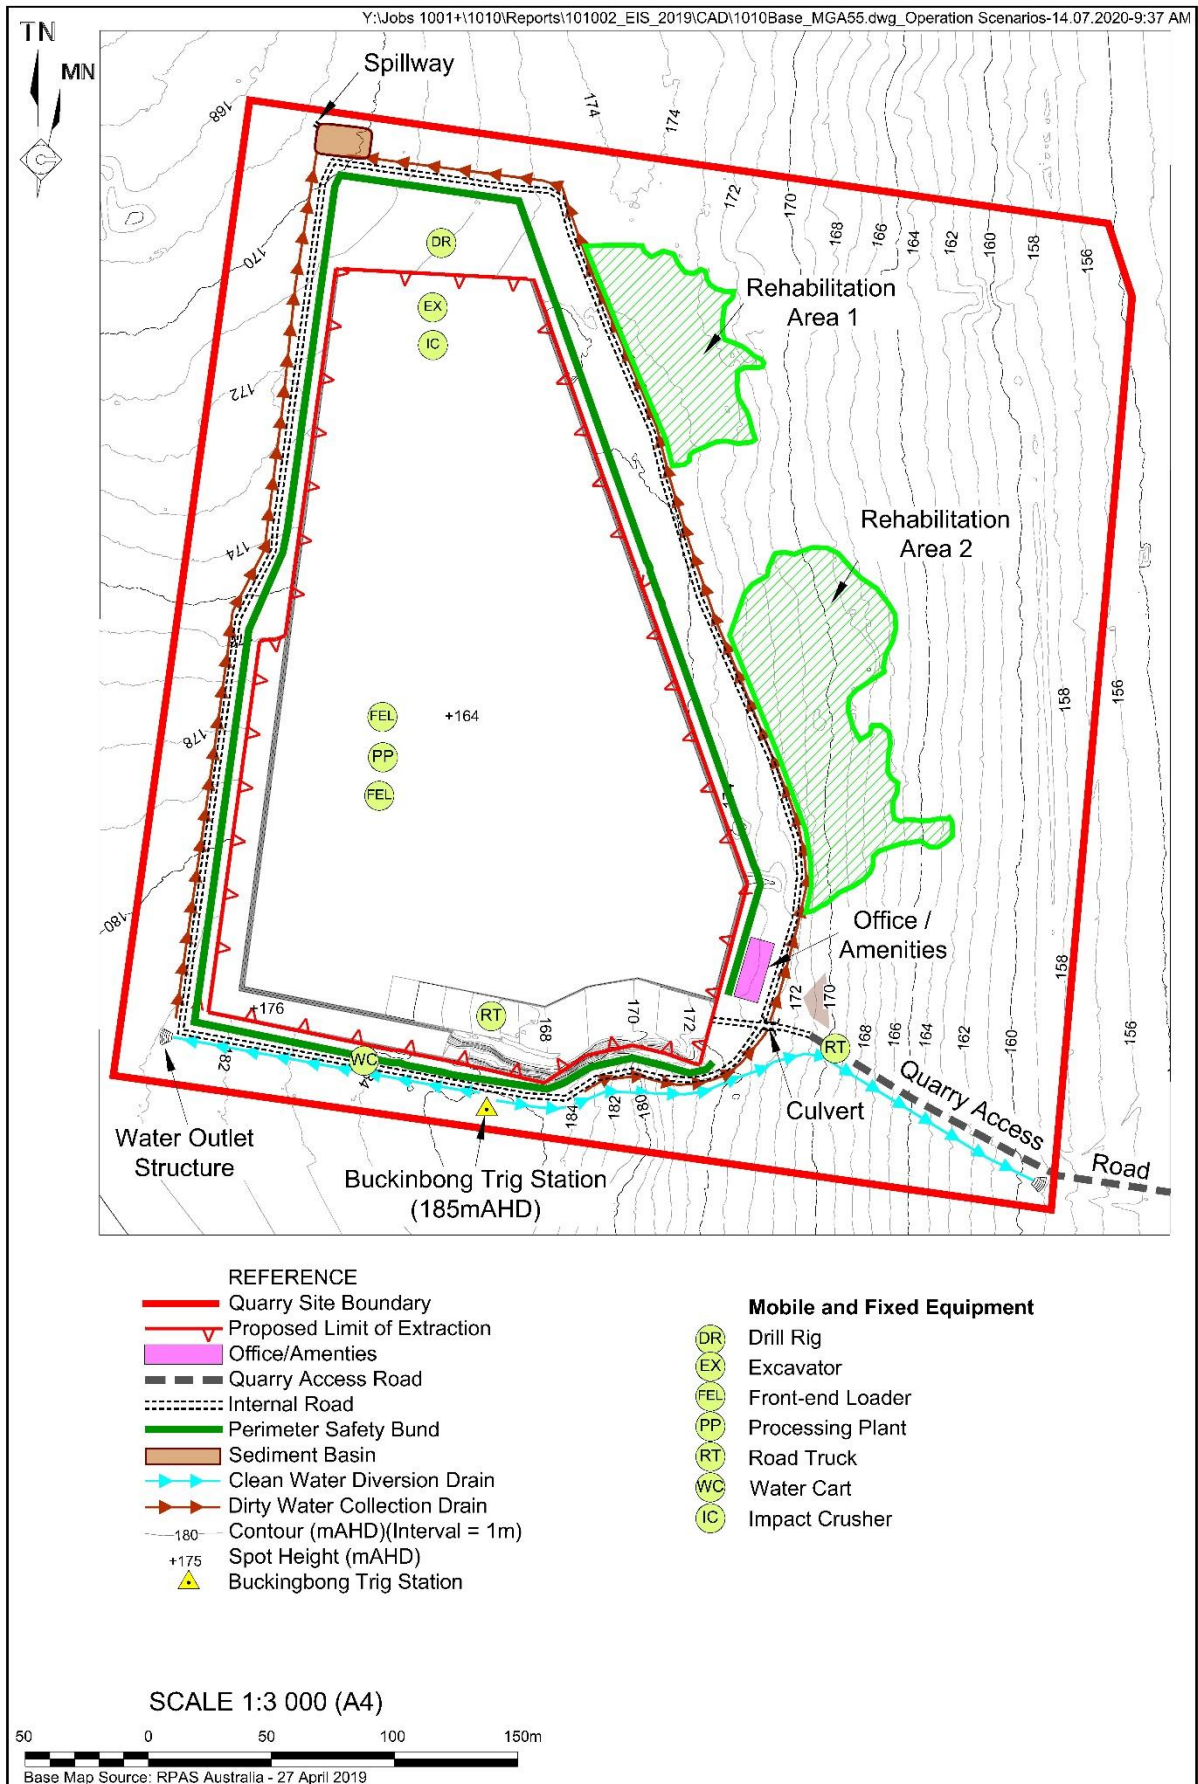 Y:\Jobs 1001+\1010\Reports\101002_EIS_2019\CAD\1010Base_MGA55.dwg_Operation Scenarios-14.07.2020-9:37 AM
TN
MN
Spillway
168
174
174
172
170
168
166
164
162
160
158
156
170
DR
Rehabilitation
Area 1
EX
IC
172
Rehabilitation
Area 2
174
178
FEL
+164
PP
FEL
158
156
180
Office /
Amenities
158
+176
RT
168
170
172
172
170
168
166
164
162
160
156
RT
182
WC
184
182
180
Culvert
Quarry Access
Road
Water Outlet
Structure
Buckinbong Trig Station
(185mAHD)
REFERENCE
Quarry Site Boundary
Proposed Limit of Extraction
Office/Amenties
Quarry Access Road
Internal Road
Perimeter Safety Bund
Sediment Basin
Clean Water Diversion Drain
Dirty Water Collection Drain
180 Contour (mAHD)(Interval = 1m)
+175 Spot Height (mAHD)
Buckingbong Trig Station
Mobile and Fixed Equipment
DR Drill Rig
EX Excavator
FEL Front-end Loader
PP Processing Plant
RT Road Truck
WC Water Cart
IC Impact Crusher
SCALE 1:3 000 (A4)
50 0 50 100 150m
Base Map Source: RPAS Australia - 27 April 2019